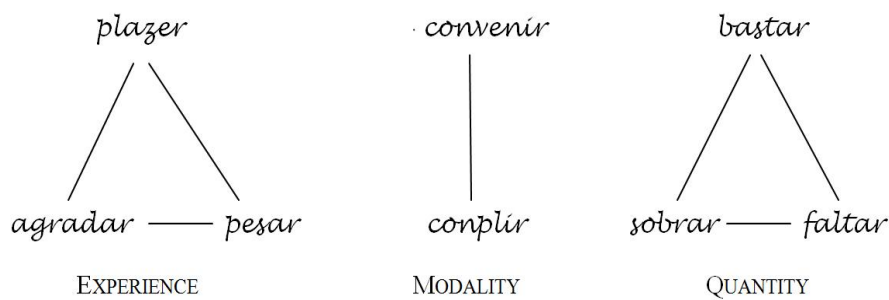 plazer convenir bastar
agradar pesar conplir sobrar faltar
EXPERIENCE MODALITY QUANTITY